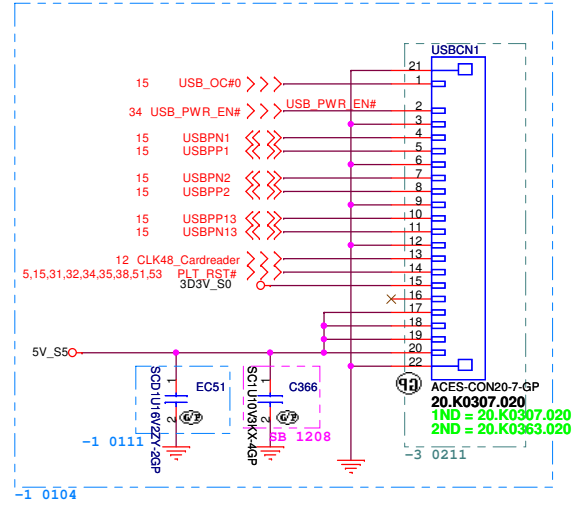 USBCN1
21
15 USB_OC#0 1
34 USB_PWR_EN# USB_PWR_EN# 2
3
15 USBPN1 4
15 USBPP1 5
6
15 USBPN2 7
15 USBPP2 8
9
15 USBPP13 10
15 USBPN13 11
12
12 CLK48_Cardreader 13
5,15,31,32,34,35,38,51,53 PLT_RST# 14
3D3V_S0 15
16
17
18
19
5V_S5 20
22
ACES-CON20-7-GP
20.K0307.020
1ND = 20.K0307.020
2ND = 20.K0363.020
SCD1U16V2ZY-2GP
1
2
EC51
SC1U10V3KX-4GP
1
2
C366
-1 0111
SB 1208
-3 0211
-1 0104